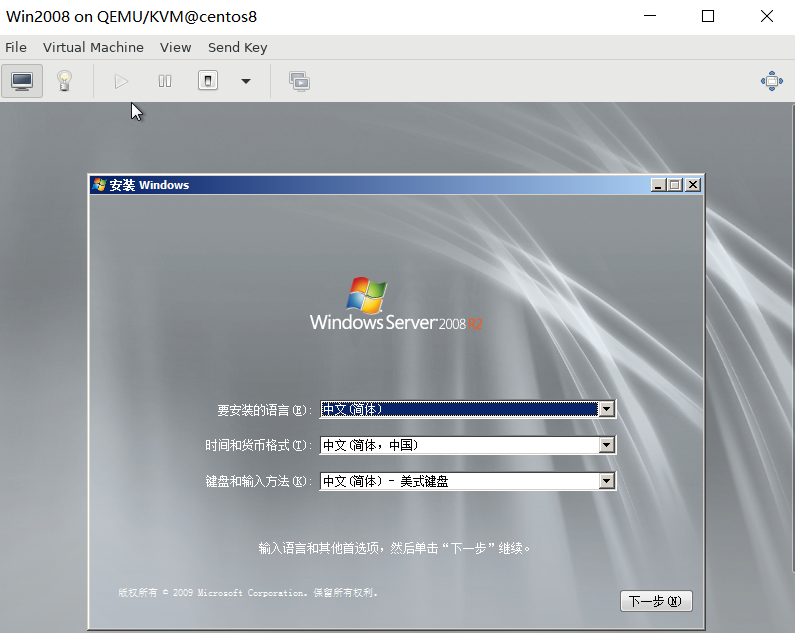 Win2008 on QEMU/KVM@centos8
File Virtual Machine View Send Key
安装 Windows
Windows Server 2008 R2
要安装的语言(E): 中文(简体)
时间和货币格式(T): 中文(简体，中国)
键盘和输入方法(K): 中文(简体) - 美式键盘
输入语言和其他首选项，然后单击“下一步”继续。
版权所有 © 2009 Microsoft Corporation。保留所有权利。
下一步(N)